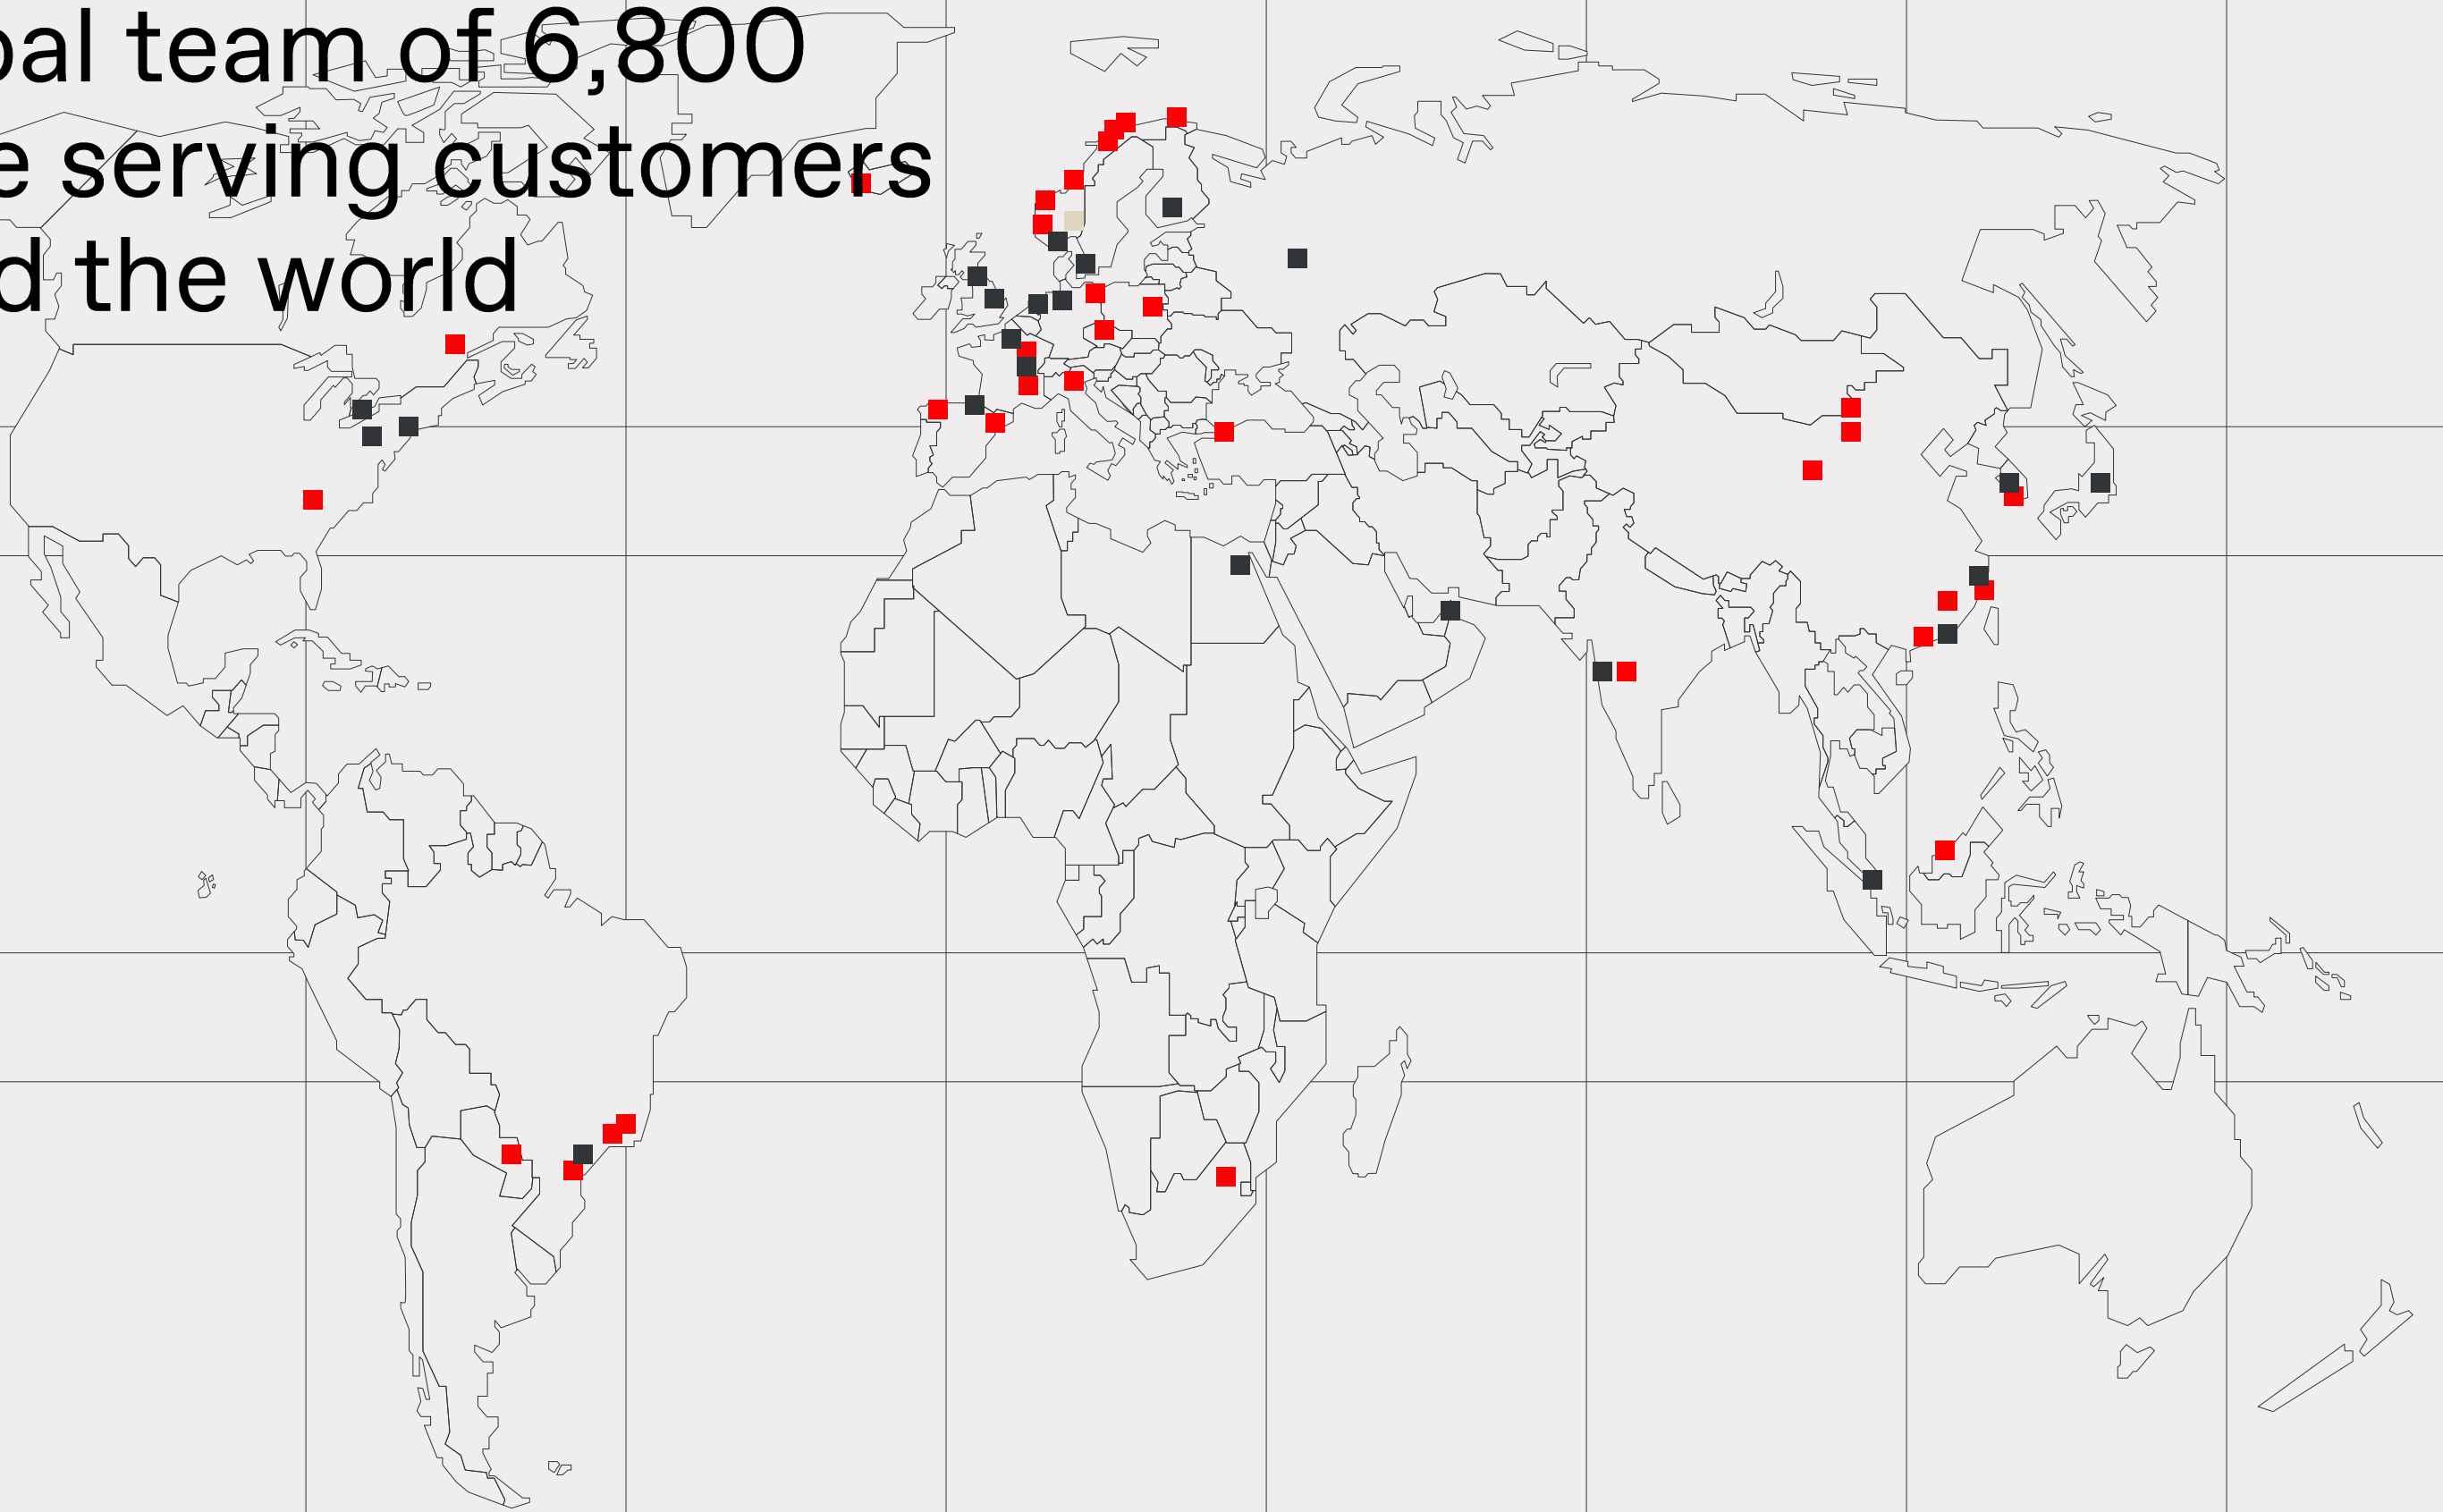 bal team of 6,800
e serving customers
d the world